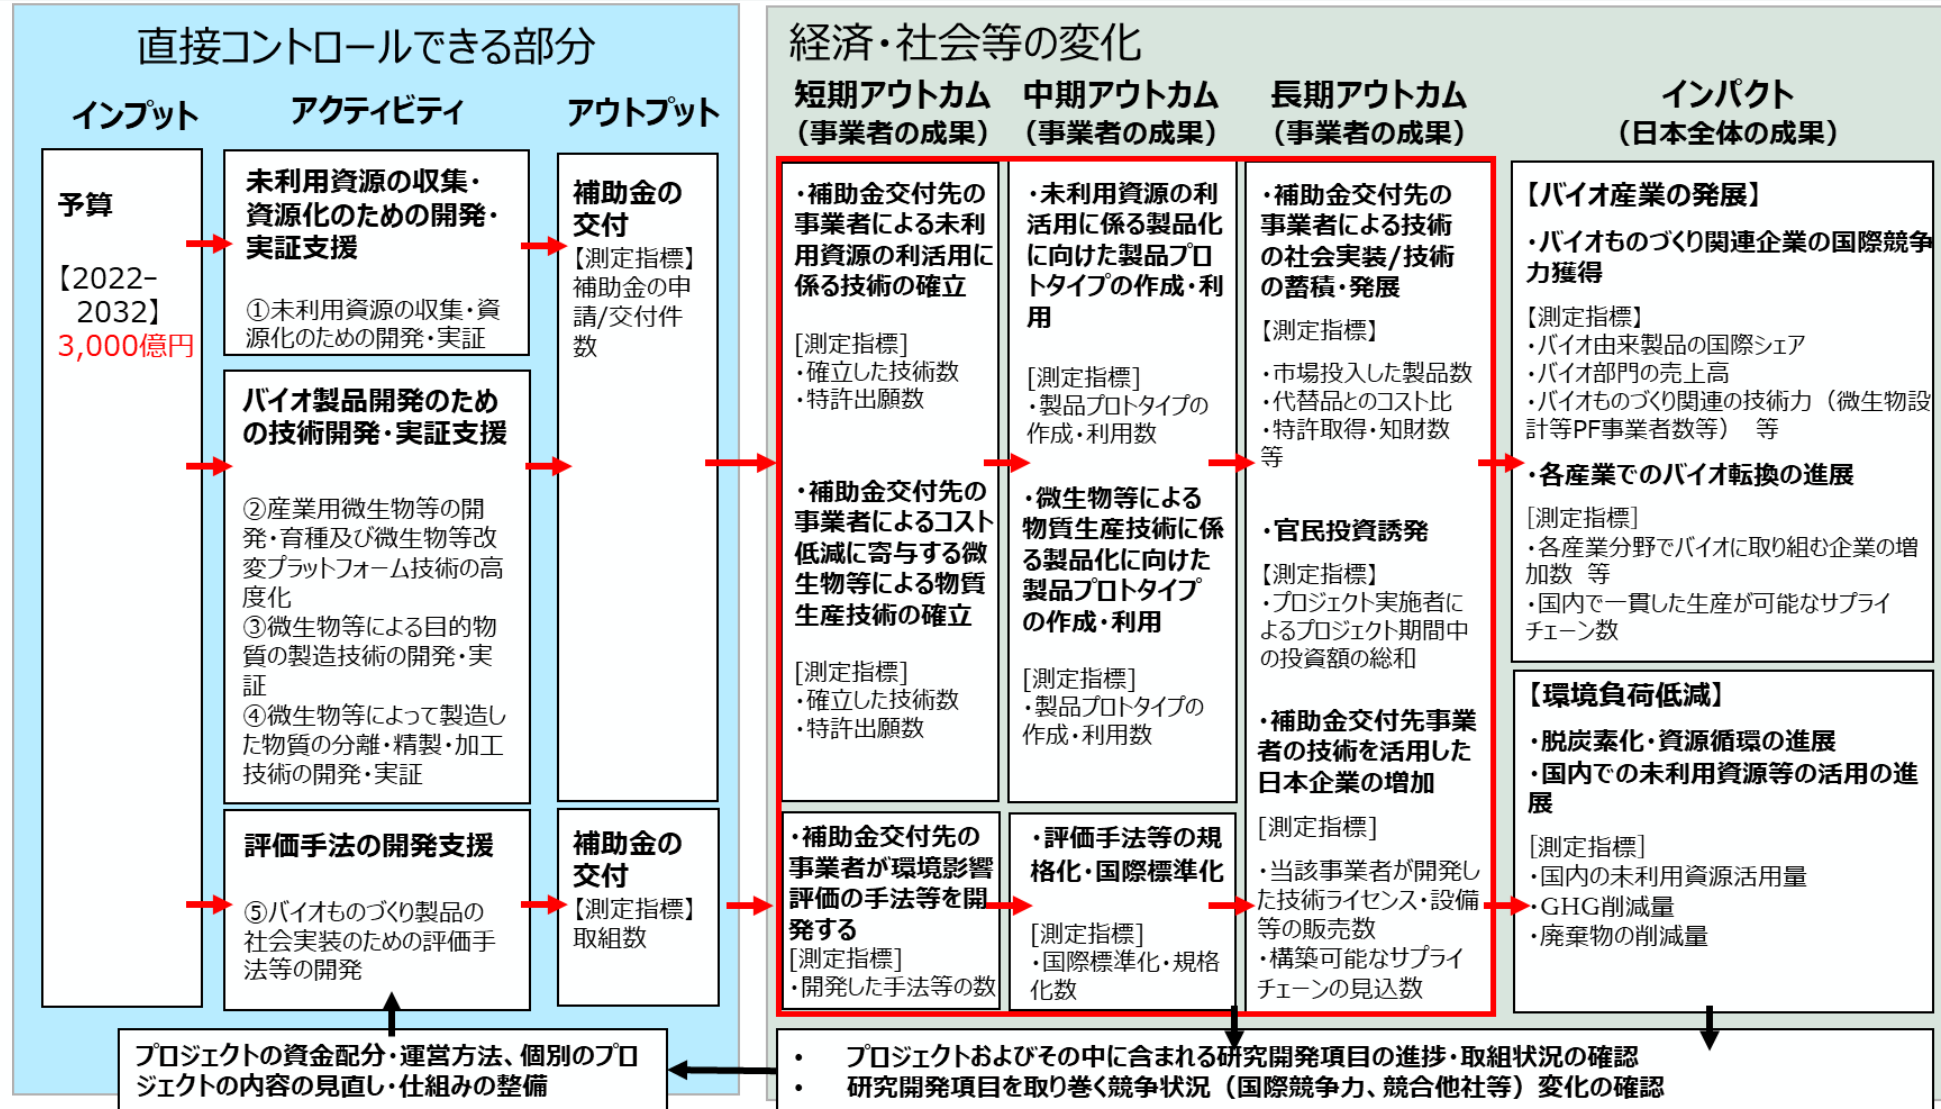 直接コントロールできる部分
インプット
アクティビティ
アウトプット
予算
【2022–
2032】
3,000億円
未利用資源の収集・
資源化のための開発・
実証支援
①未利用資源の収集・資
源化のための開発・実証
バイオ製品開発のため
の技術開発・実証支援
②産業用微生物等の開
発・育種及び微生物等改
変プラットフォーム技術の高
度化
③微生物等による目的物
質の製造技術の開発・実
証
④微生物等によって製造し
た物質の分離・精製・加工
技術の開発・実証
評価手法の開発支援
⑤バイオものづくり製品の
社会実装のための評価手
法等の開発
補助金の
交付
【測定指標】
補助金の申
請/交付件
数
補助金の
交付
【測定指標】
取組数
経済・社会等の変化
短期アウトカム
（事業者の成果）
中期アウトカム
（事業者の成果）
長期アウトカム
（事業者の成果）
インパクト
（日本全体の成果）
・補助金交付先の
事業者による未利
用資源の利活用に
係る技術の確立
[測定指標]
・確立した技術数
・特許出願数
・補助金交付先の
事業者によるコスト
低減に寄与する微
生物等による物質
生産技術の確立
[測定指標]
・確立した技術数
・特許出願数
・補助金交付先の
事業者が環境影響
評価の手法等を開
発する
[測定指標]
・開発した手法等の数
・未利用資源の利
活用に係る製品化
に向けた製品プロ
トタイプの作成・利
用
[測定指標]
・製品プロトタイプの
作成・利用数
・微生物等による
物質生産技術に係
る製品化に向けた
製品プロトタイプ
の作成・利用
[測定指標]
・製品プロトタイプの
作成・利用数
・評価手法等の規
格化・国際標準化
[測定指標]
・国際標準化・規格
化数
・補助金交付先の
事業者による技術
の社会実装/技術
の蓄積・発展
【測定指標】
・市場投入した製品数
・代替品とのコスト比
・特許取得・知財数
等
・官民投資誘発
【測定指標】
・プロジェクト実施者に
よるプロジェクト期間中
の投資額の総和
・補助金交付先事業
者の技術を活用した
日本企業の増加
[測定指標]
・当該事業者が開発し
た技術ライセンス・設備
等の販売数
・構築可能なサプライ
チェーンの見込数
【バイオ産業の発展】
・バイオものづくり関連企業の国際競争
力獲得
【測定指標】
・バイオ由来製品の国際シェア
・バイオ部門の売上高
・バイオものづくり関連の技術力（微生物設
計等PF事業者数等） 等
・各産業でのバイオ転換の進展
[測定指標]
・各産業分野でバイオに取り組む企業の増
加数 等
・国内で一貫した生産が可能なサプライ
チェーン数
【環境負荷低減】
・脱炭素化・資源循環の進展
・国内での未利用資源等の活用の進
展
[測定指標]
・国内の未利用資源活用量
・GHG削減量
・廃棄物の削減量
プロジェクトの資金配分・運営方法、個別のプロ
ジェクトの内容の見直し・仕組みの整備
• プロジェクトおよびその中に含まれる研究開発項目の進捗・取組状況の確認
• 研究開発項目を取り巻く競争状況（国際競争力、競合他社等）変化の確認